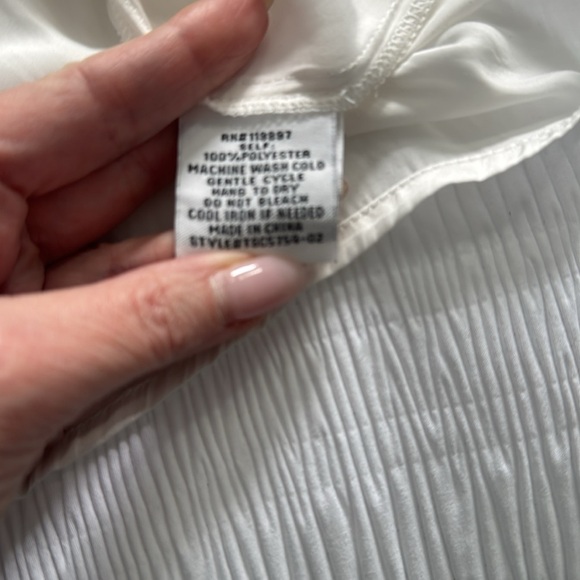 RN#119897
SELF:
100%POLYESTER
MACHINE WASH COLD
GENTLE CYCLE
HANG TO DRY
DO NOT BLEACH
COOL IRON IF NEEDED
MADE IN CHINA